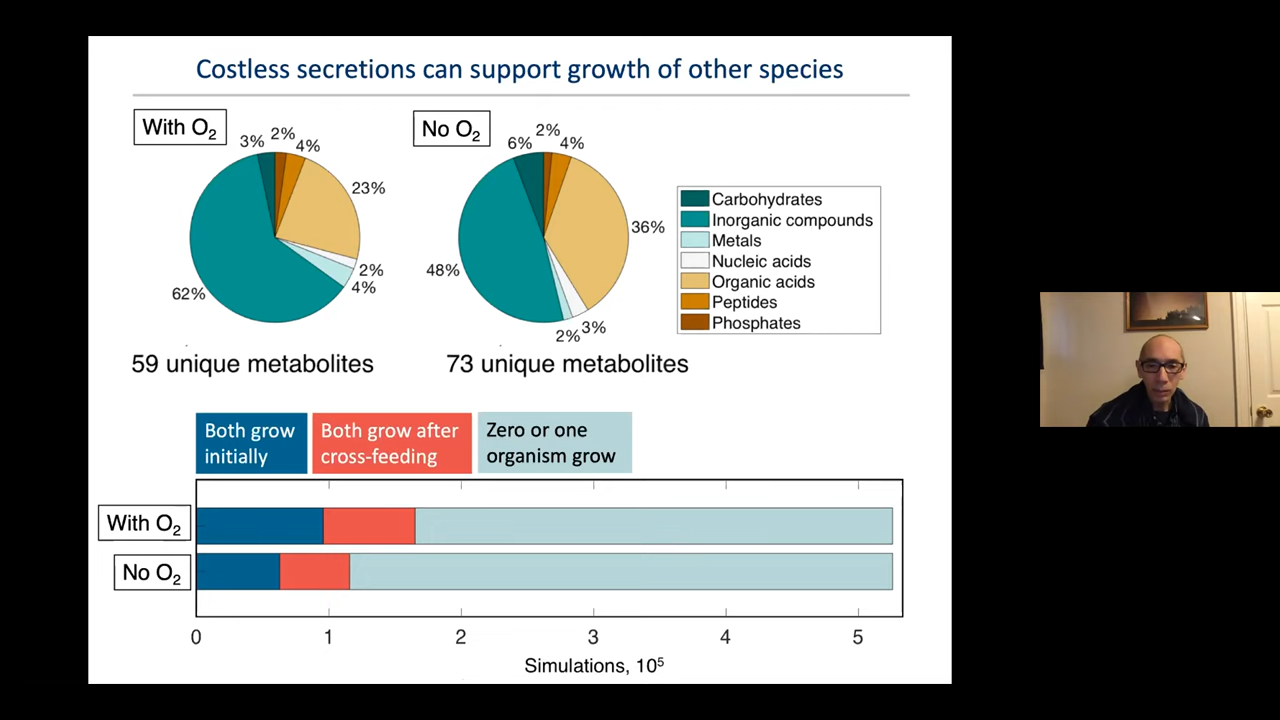 Costless secretions can support growth of other species
With O₂
3%
2%
4%
23%
2%
4%
62%
No O₂
6%
2%
4%
36%
3%
2%
48%
Carbohydrates
Inorganic compounds
Metals
Nucleic acids
Organic acids
Peptides
Phosphates
59 unique metabolites
73 unique metabolites
Both grow
initially
Both grow after
cross-feeding
Zero or one
organism grow
With O₂
No O₂
0 1 2 3 4 5
Simulations, 10⁵